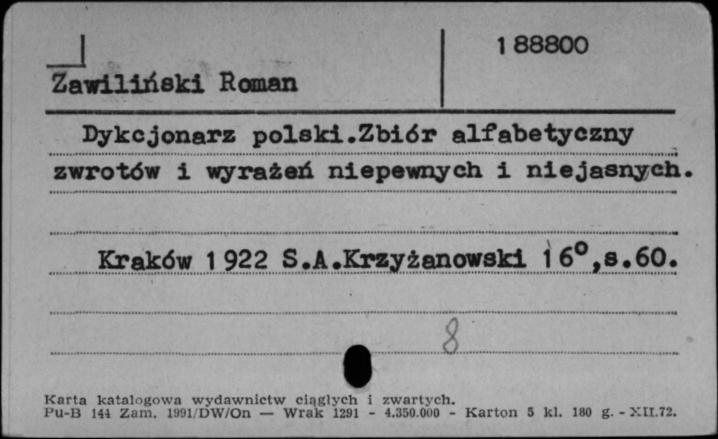 1 88800
Zawiliński Roman
Dykcjonarz polski.Zbiór alfabetyczny
zwrotów i wyrażeń niepewnych i niejasnych.
Kraków 1922 S.A.Krzyżanowski 16°,s.60.
8
Karta katalogowa wydawnictw ciągłych i zwartych.
Pu-B 144 Zam. 1991/DW/On — Wrak 1291 - 4.350.000 - Karton 5 kl. 180 g. - XII.72.